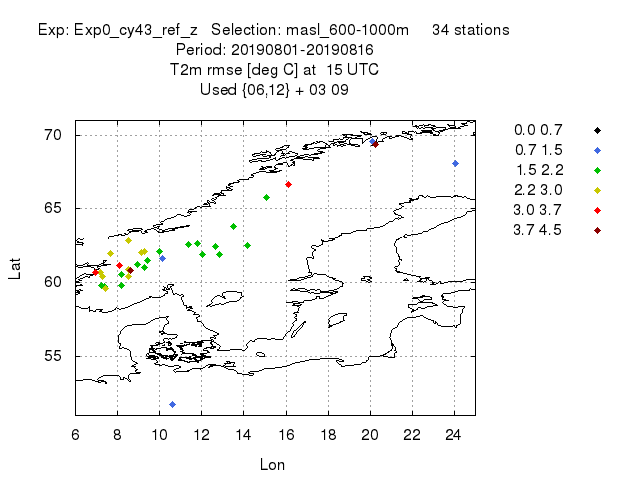 Exp: Exp0_cy43_ref_z   Selection: masl_600-1000m     34 stations
Period: 20190801-20190816
T2m rmse [deg C] at  15 UTC
Used {06,12} + 03 09
0.0 0.7
0.7 1.5
1.5 2.2
2.2 3.0
3.0 3.7
3.7 4.5
70
65
60
55
Lat
6 8 10 12 14 16 18 20 22 24
Lon